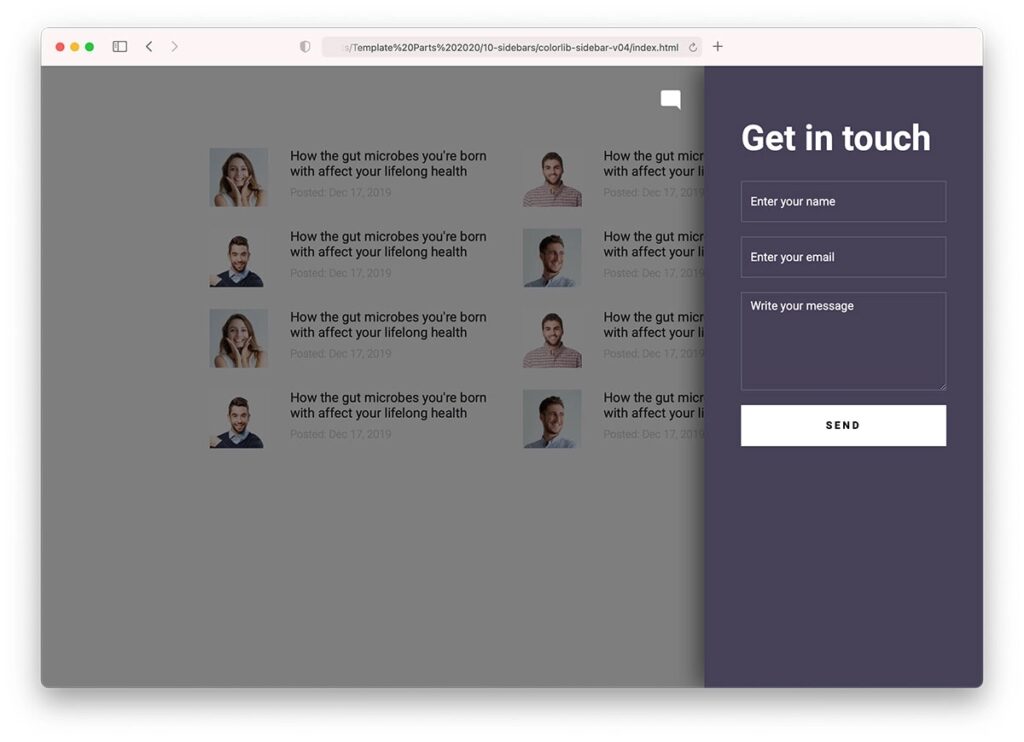 :s/Template%20Parts%202020/10-sidebars/colorlib-sidebar-v04/index.html
How the gut microbes you're born
with affect your lifelong health
Posted: Dec 17, 2019
How the gut micr
with affect your li
Posted: Dec 17, 2019
How the gut microbes you're born
with affect your lifelong health
Posted: Dec 17, 2019
How the gut micr
with affect your li
Posted: Dec 17, 2019
How the gut microbes you're born
with affect your lifelong health
Posted: Dec 17, 2019
How the gut micr
with affect your li
Posted: Dec 17, 2019
How the gut microbes you're born
with affect your lifelong health
Posted: Dec 17, 2019
How the gut micr
with affect your li
Posted: Dec 17, 2019
Get in touch
Enter your name
Enter your email
Write your message
SEND